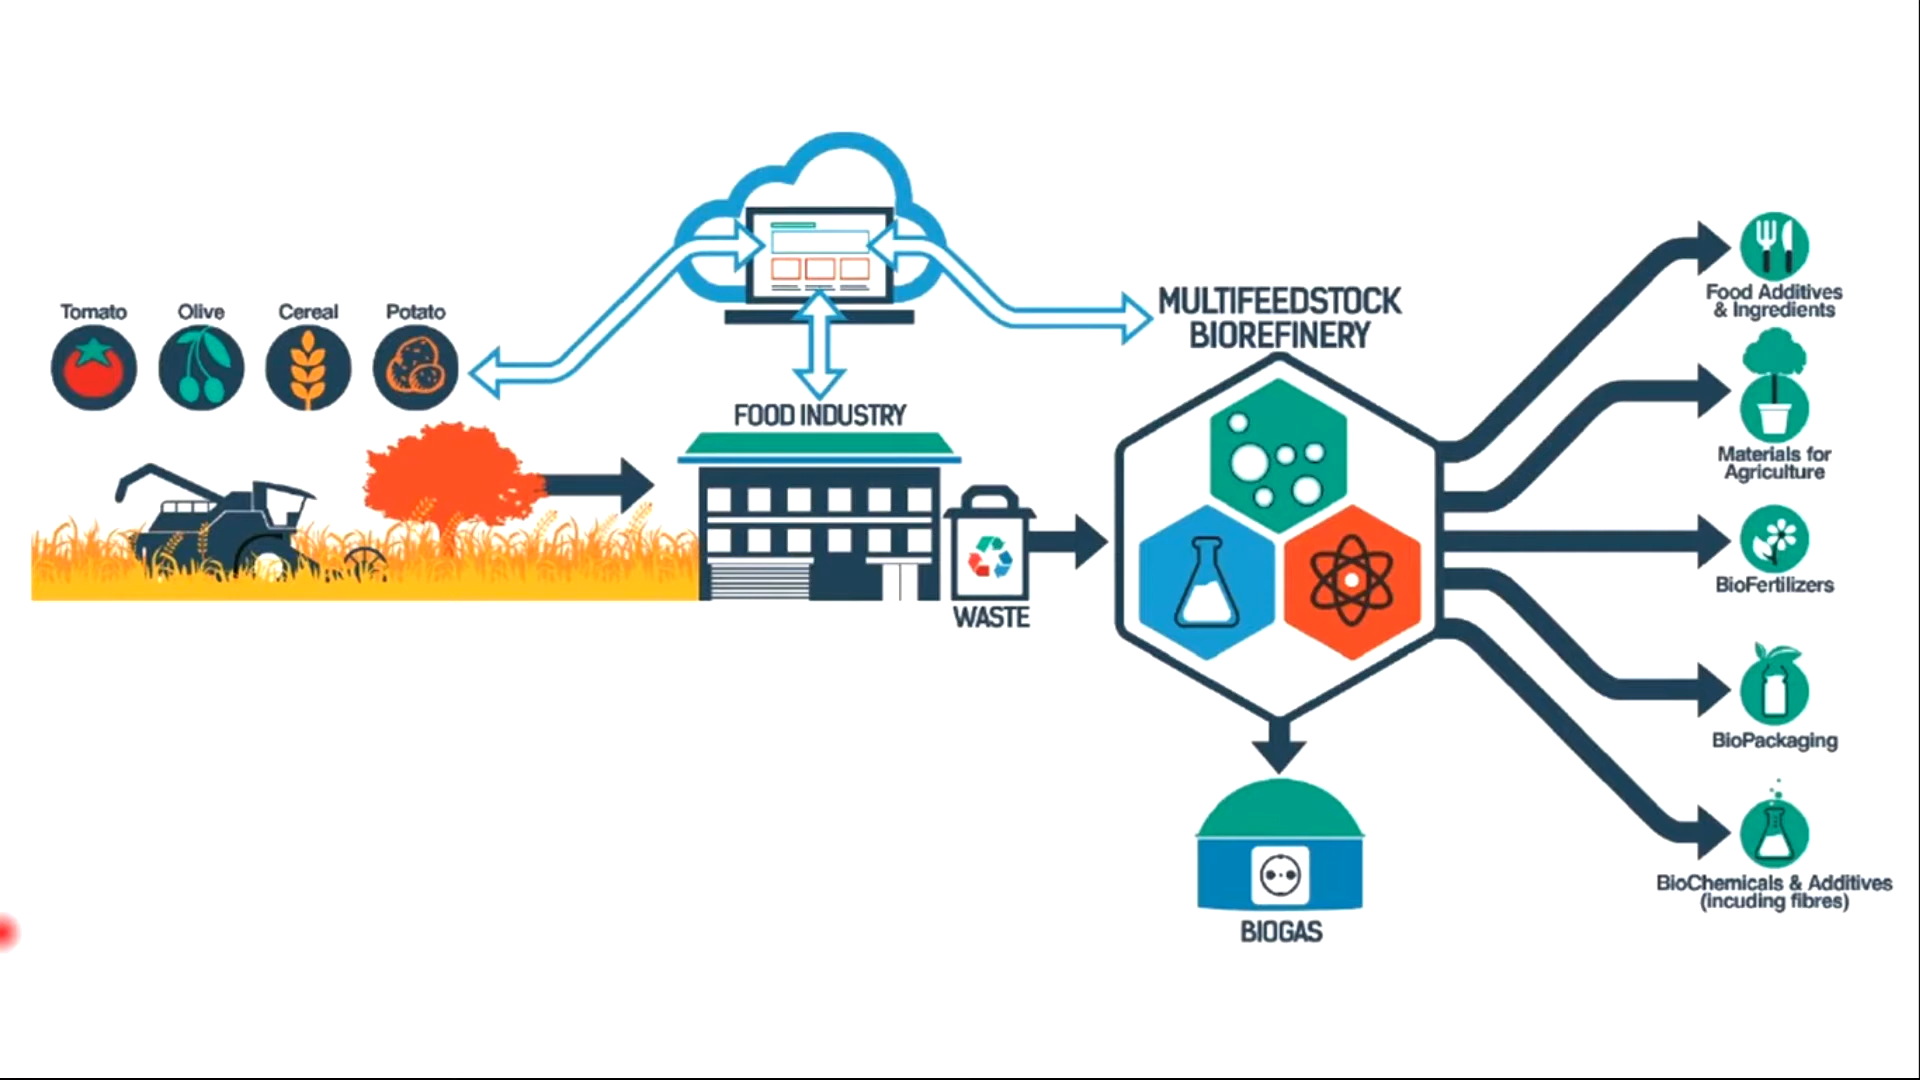 Tomato
Olive
Cereal
Potato
FOOD INDUSTRY
WASTE
MULTIFEEDSTOCK
BIOREFINERY
BIOGAS
Food Additives
& Ingredients
Materials for
Agriculture
BioFertilizers
BioPackaging
BioChemicals & Additives
(incuding fibres)